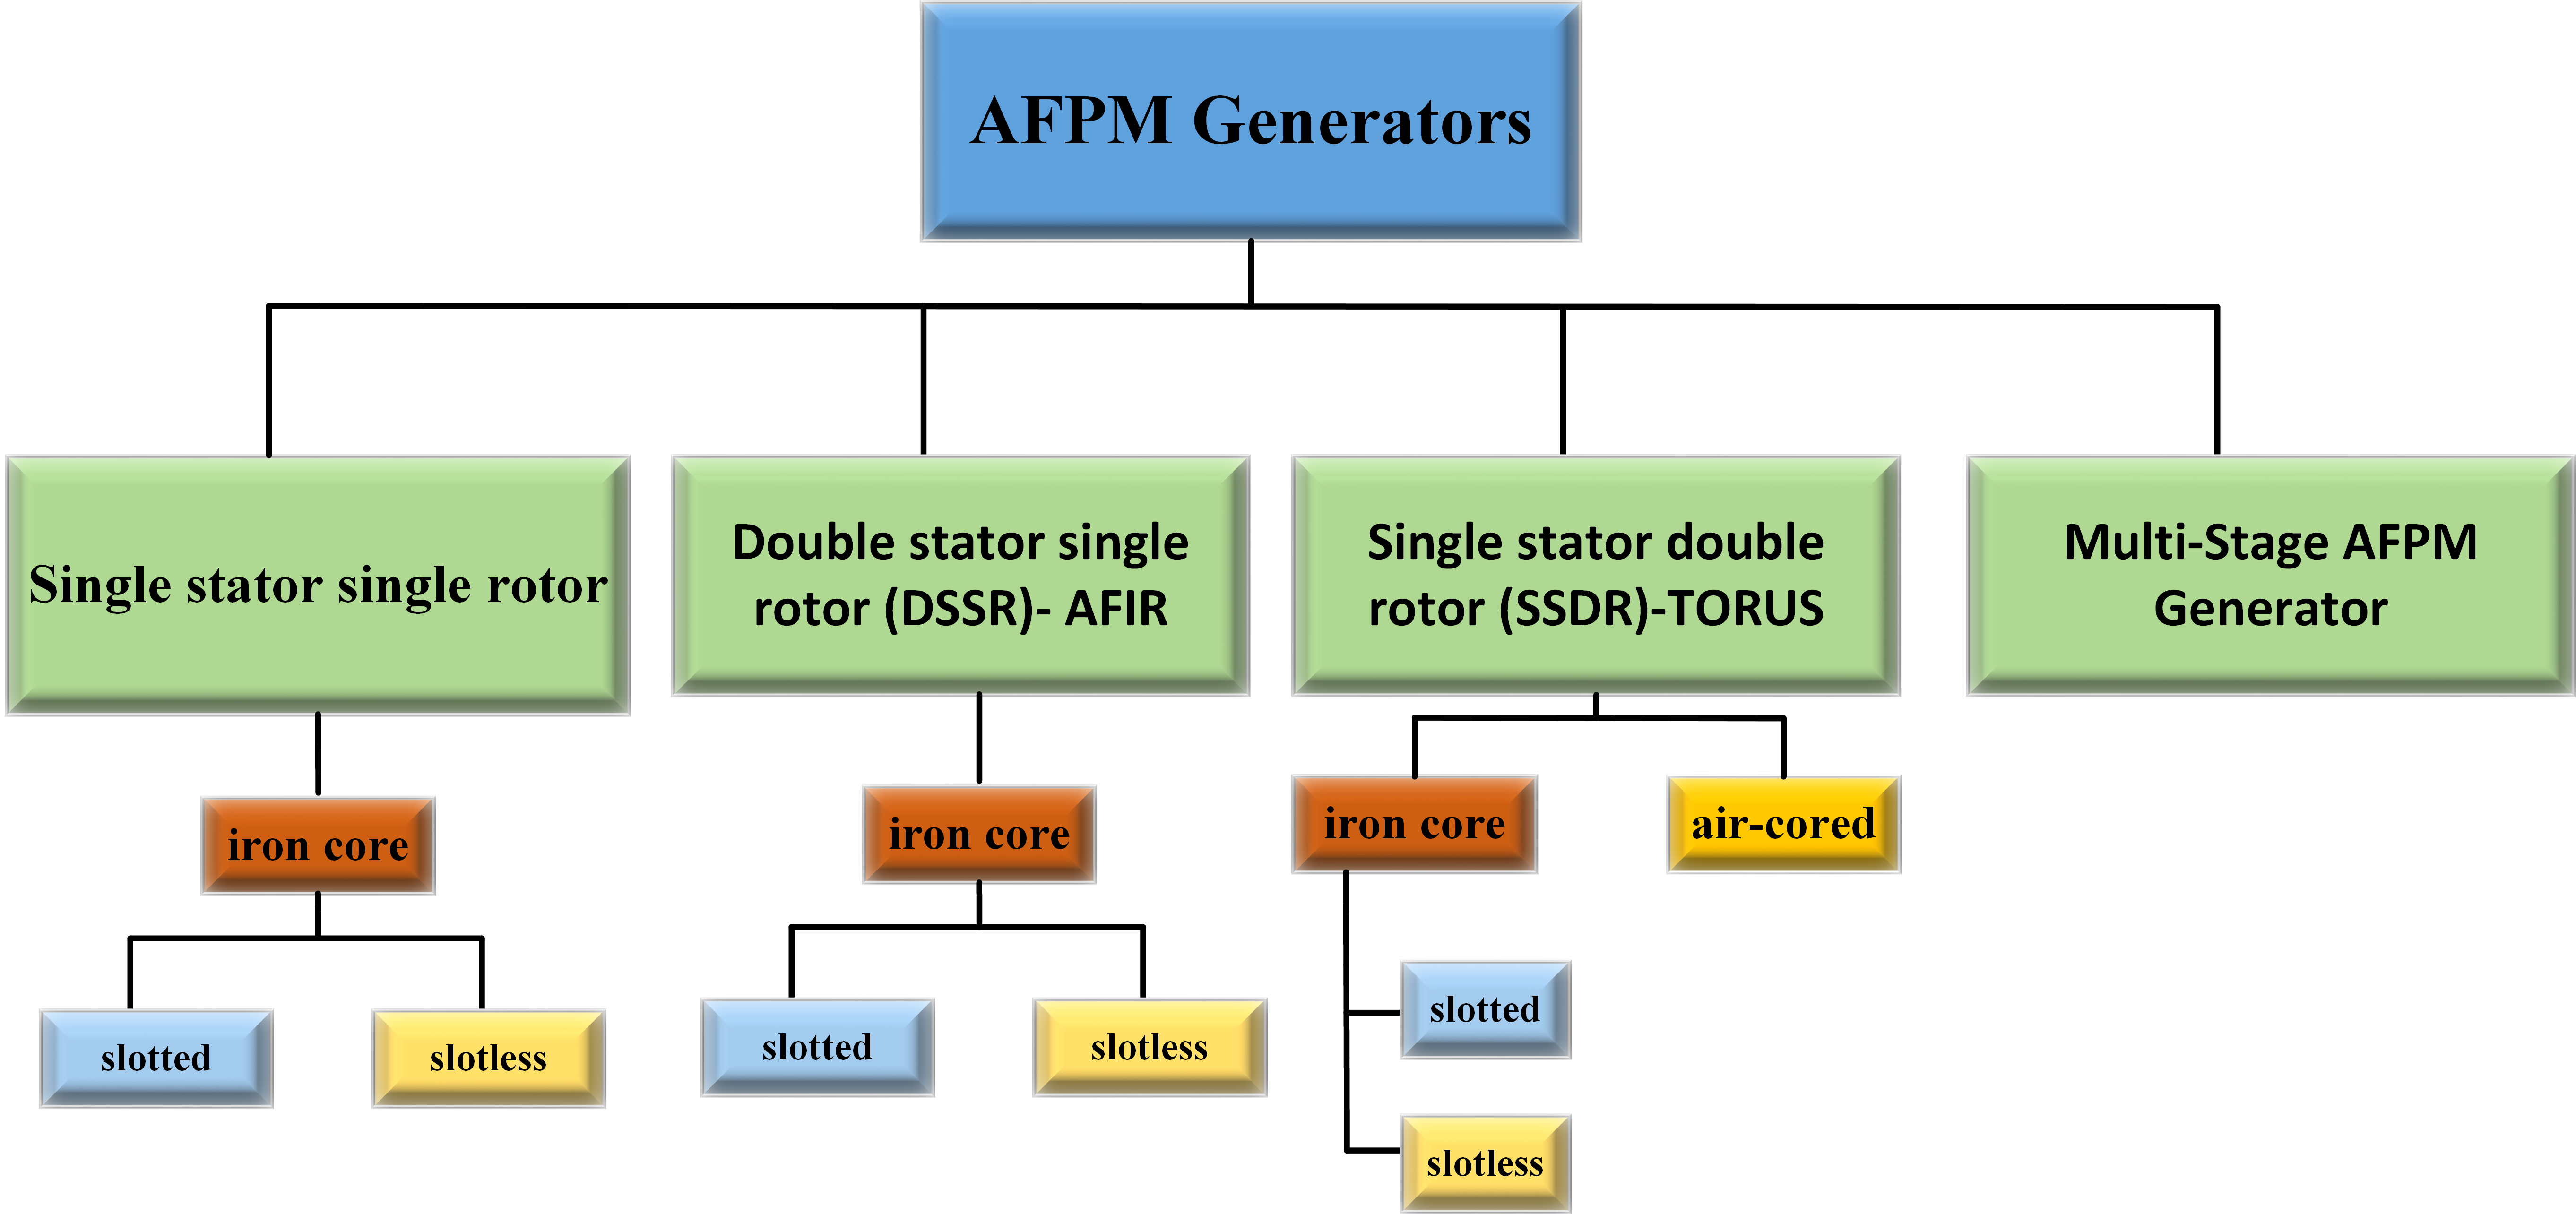 AFPM Generators
Single stator single rotor
Double stator single
rotor (DSSR)- AFIR
Single stator double
rotor (SSDR)-TORUS
Multi-Stage AFPM
Generator
iron core
iron core
iron core
air-cored
slotted
slotless
slotted
slotless
slotted
slotless